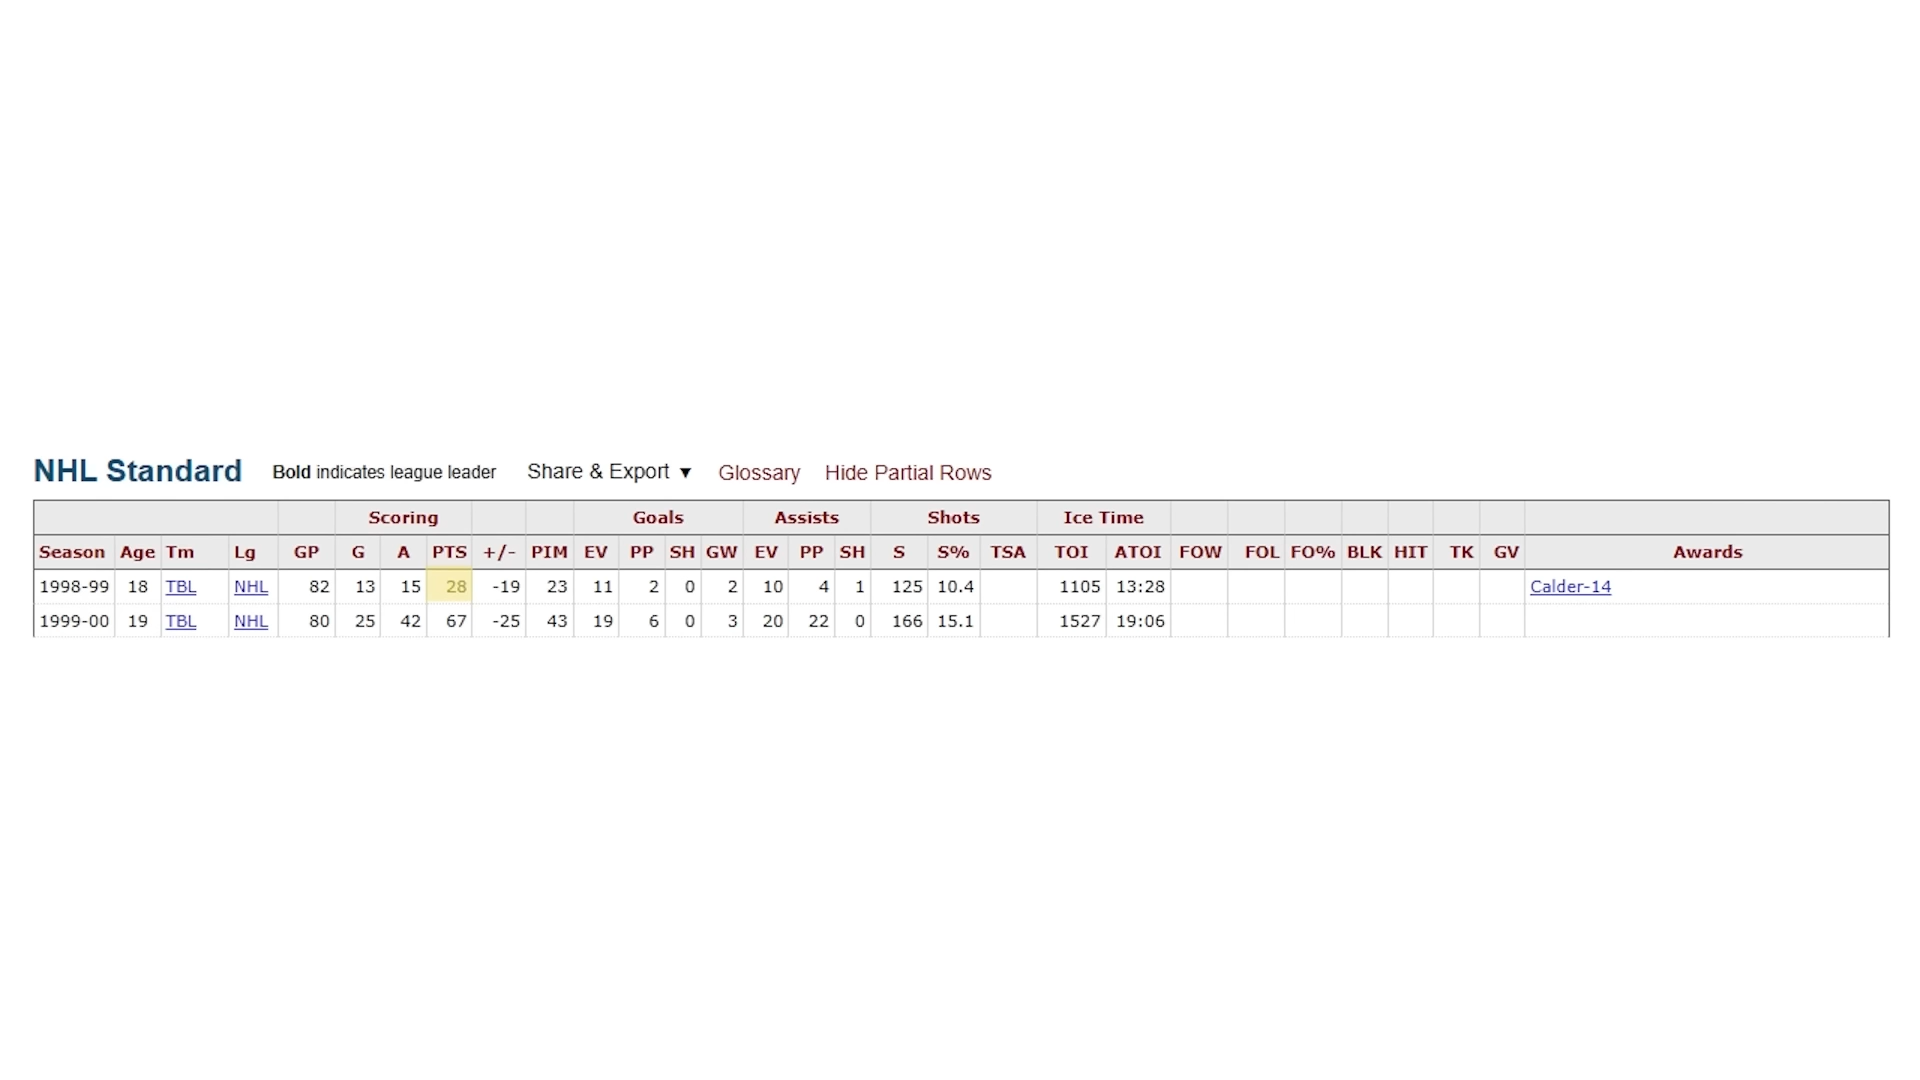 NHL Standard Bold indicates league leader Share & Export ▼ Glossary Hide Partial Rows
Scoring Goals Assists Shots Ice Time
Season Age Tm Lg GP G A PTS +/- PIM EV PP SH GW EV PP SH S S% TSA TOI ATOI FOW FOL FO% BLK HIT TK GV Awards
1998-99 18 TBL NHL 82 13 15 28 -19 23 11 2 0 2 10 4 1 125 10.4 1105 13:28 Calder-14
1999-00 19 TBL NHL 80 25 42 67 -25 43 19 6 0 3 20 22 0 166 15.1 1527 19:06